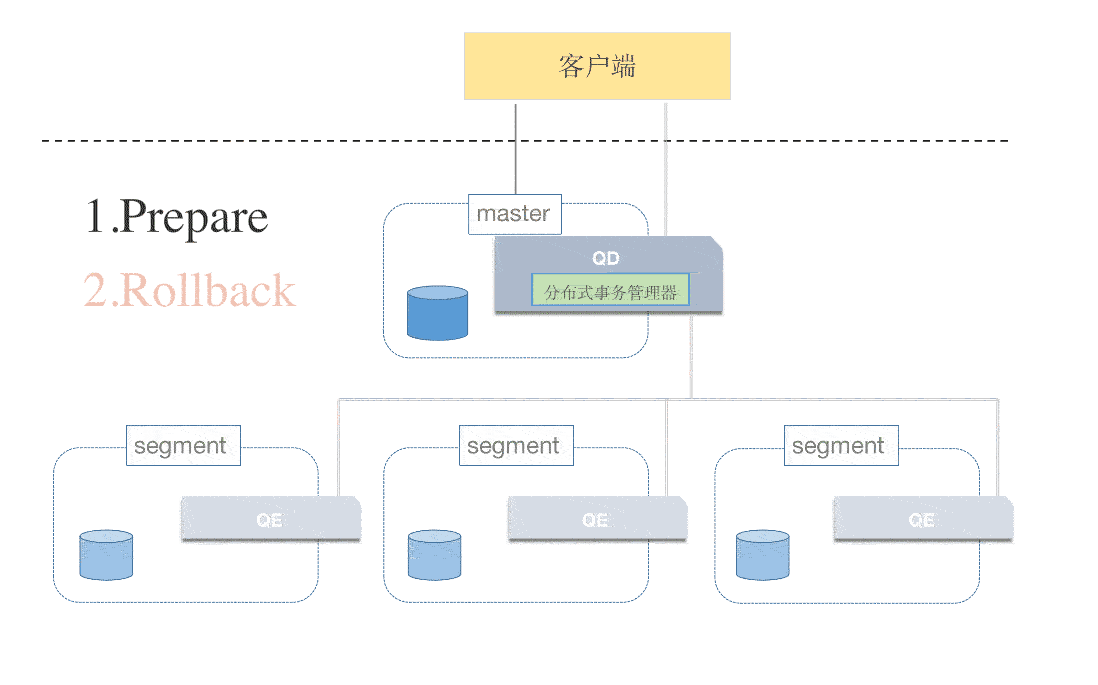 客户端
1.Prepare
2.Rollback
master
QD
分布式事务管理器
segment
segment
segment
QE
QE
QE